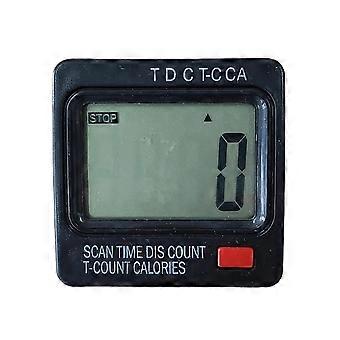 T D C T-C CA
STOP
0
SCAN TIME DIS COUNT
T-COUNT CALORIES